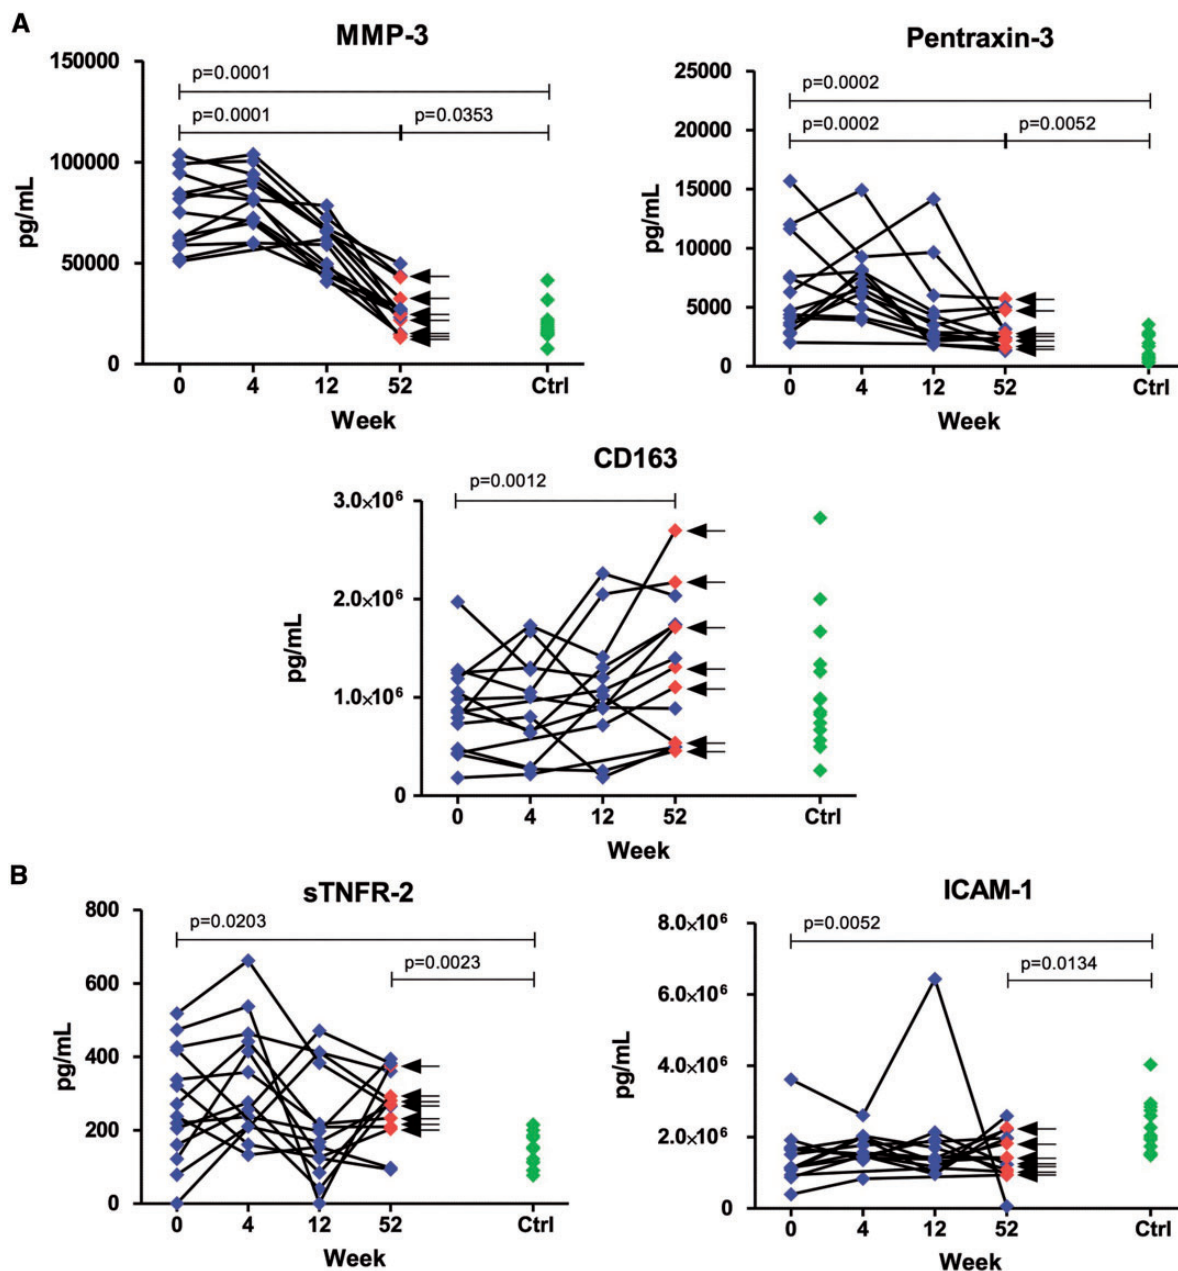 A
MMP-3
150000
100000
50000
0
pg/mL
p=0.0001
p=0.0001
p=0.0353
0 4 12 52 Ctrl
Week
Pentraxin-3
25000
20000
15000
10000
5000
0
pg/mL
p=0.0002
p=0.0002
p=0.0052
0 4 12 52 Ctrl
Week
CD163
3.0×10⁶
2.0×10⁶
1.0×10⁶
0
pg/mL
p=0.0012
0 4 12 52 Ctrl
Week
B
sTNFR-2
800
600
400
200
0
pg/mL
p=0.0203
p=0.0023
0 4 12 52 Ctrl
Week
ICAM-1
8.0×10⁶
6.0×10⁶
4.0×10⁶
2.0×10⁶
0
pg/mL
p=0.0052
p=0.0134
0 4 12 52 Ctrl
Week